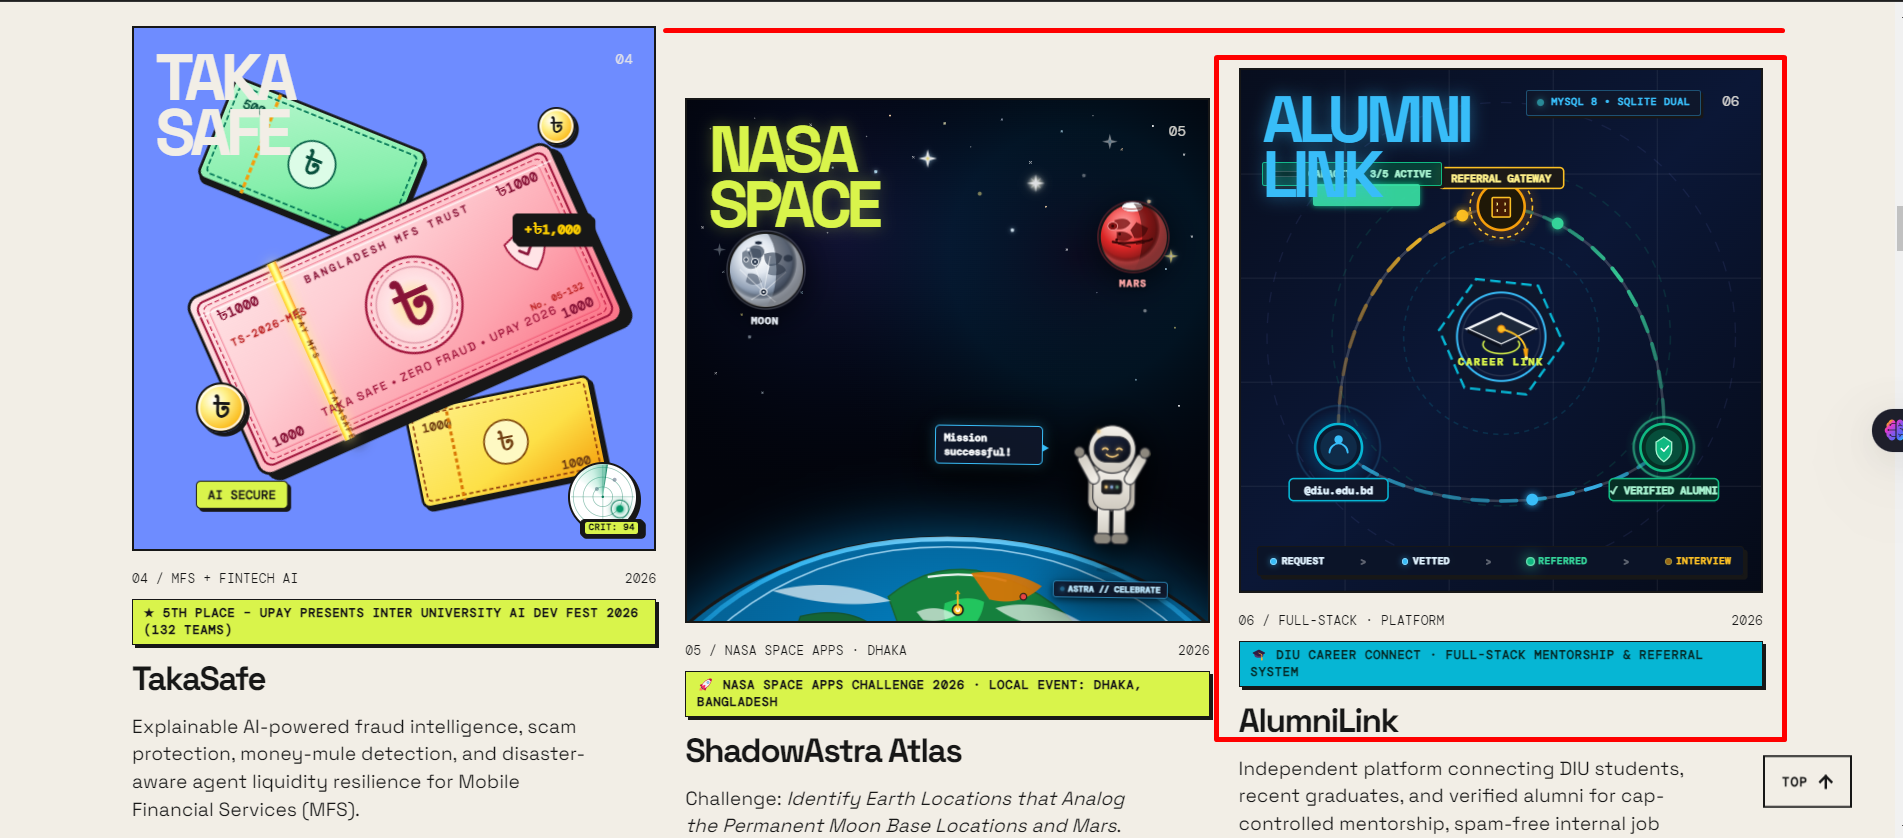 TAKA
SAFE
04
500
৳
৳
৳1000
BANGLADESH MFS TRUST
+৳1,000
৳1000
TS-2026-MFS
৳
No. 05-132
1000
TAKA SAFE • ZERO FRAUD • UPAY 2026
1000
৳
1000
৳
1000
AI SECURE
CRIT: 94
04 / MFS + FINTECH AI
2026
★ 5TH PLACE – UPAY PRESENTS INTER UNIVERSITY AI DEV FEST 2026
(132 TEAMS)
TakaSafe
Explainable AI-powered fraud intelligence, scam
protection, money-mule detection, and disaster-
aware agent liquidity resilience for Mobile
Financial Services (MFS).
NASA
SPACE
05
MOON
MARS
Mission
successful!
ASTRA // CELEBRATE
05 / NASA SPACE APPS · DHAKA
2026
🚀 NASA SPACE APPS CHALLENGE 2026 · LOCAL EVENT: DHAKA,
BANGLADESH
ShadowAstra Atlas
Challenge: Identify Earth Locations that Analog
the Permanent Moon Base Locations and Mars.
ALUMNI
LINK
MYSQL 8 • SQLITE DUAL
06
3/5 ACTIVE
REFERRAL GATEWAY
CAREER LINK
@diu.edu.bd
✓ VERIFIED ALUMNI
REQUEST > VETTED > REFERRED > INTERVIEW
06 / FULL-STACK · PLATFORM
2026
🎓 DIU CAREER CONNECT · FULL-STACK MENTORSHIP & REFERRAL
SYSTEM
AlumniLink
Independent platform connecting DIU students,
recent graduates, and verified alumni for cap-
controlled mentorship, spam-free internal job
TOP ↑